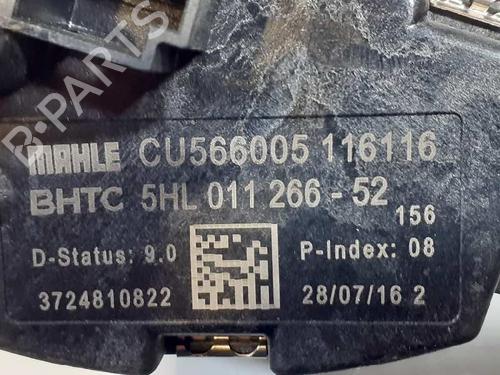 MAHLE CU566005 116116
BHTC 5HL 011 266 - 52
156
D-Status: 9.0
P-Index: 08
3724810822
28/07/16 2
B-PARTS